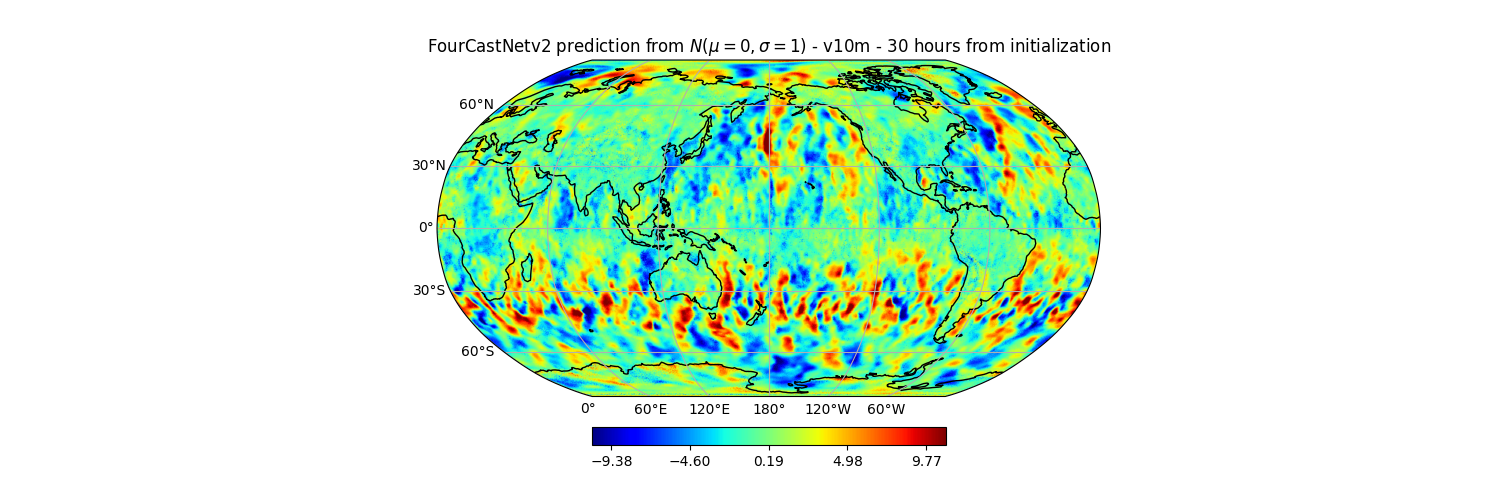 FourCastNetv2 prediction from N(μ = 0, σ = 1) - v10m - 30 hours from initialization
60°N
30°N
0°
30°S
60°S
0° 60°E 120°E 180° 120°W 60°W
−9.38 −4.60 0.19 4.98 9.77